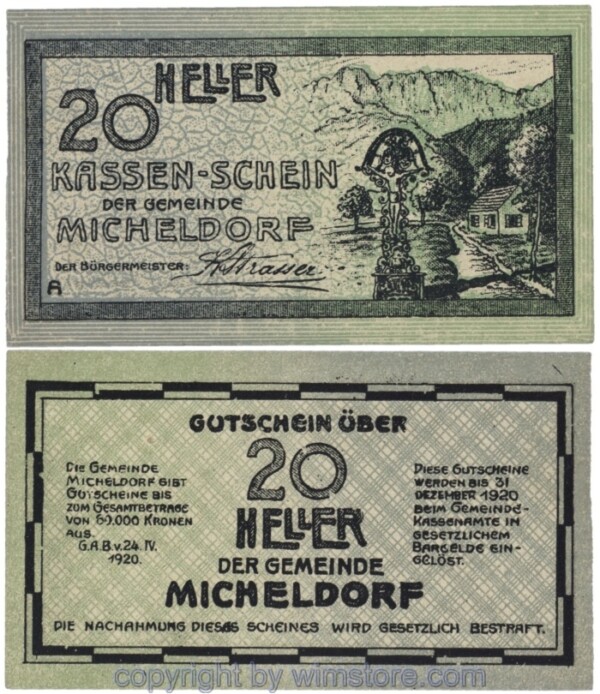 20 HELLER
KASSEN-SCHEIN
DER GEMEINDE
MICHELDORF
DER BÜRGERMEISTER: Strasser
A
GUTSCHEIN ÜBER
20
HELLER
DER GEMEINDE
MICHELDORF
DIE GEMEINDE
MICHELDORF GIBT
GUTSCHEINE BIS
ZUM GESAMTBETRAGE
VON 60.000 KRONEN
AUS.
G.A.B. v. 24. IV.
1920.
DIESE GUTSCHEINE
WERDEN BIS 31
DEZEMBER 1920
BEIM GEMEINDE-
KASSENAMTE IN
GESETZLICHEM
BARGELDE EIN-
GELÖST.
DIE NACHAHMUNG DIESES SCHEINES WIRD GESETZLICH BESTRAFT.
copyright by wimstore.com